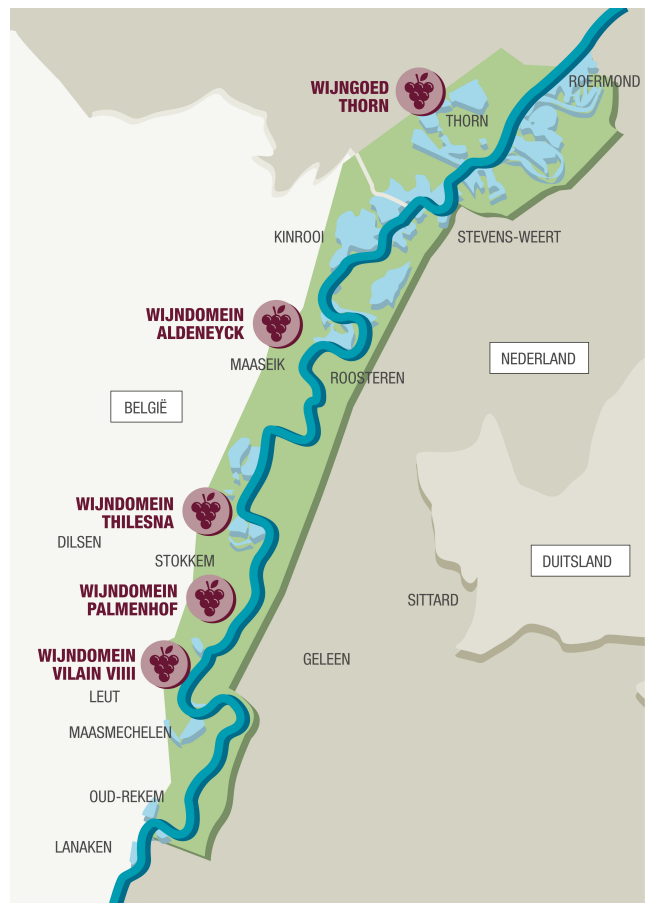 ROERMOND
WIJNGOED
THORN
THORN
KINROOI
STEVENS-WEERT
WIJNDOMEIN
ALDENEYCK
NEDERLAND
MAASEIK
ROOSTEREN
BELGIË
WIJNDOMEIN
THILESNA
DILSEN
STOKKEM
DUITSLAND
WIJNDOMEIN
PALMENHOF
SITTARD
WIJNDOMEIN
VILAIN VIIII
GELEEN
LEUT
MAASMECHELEN
OUD-REKEM
LANAKEN